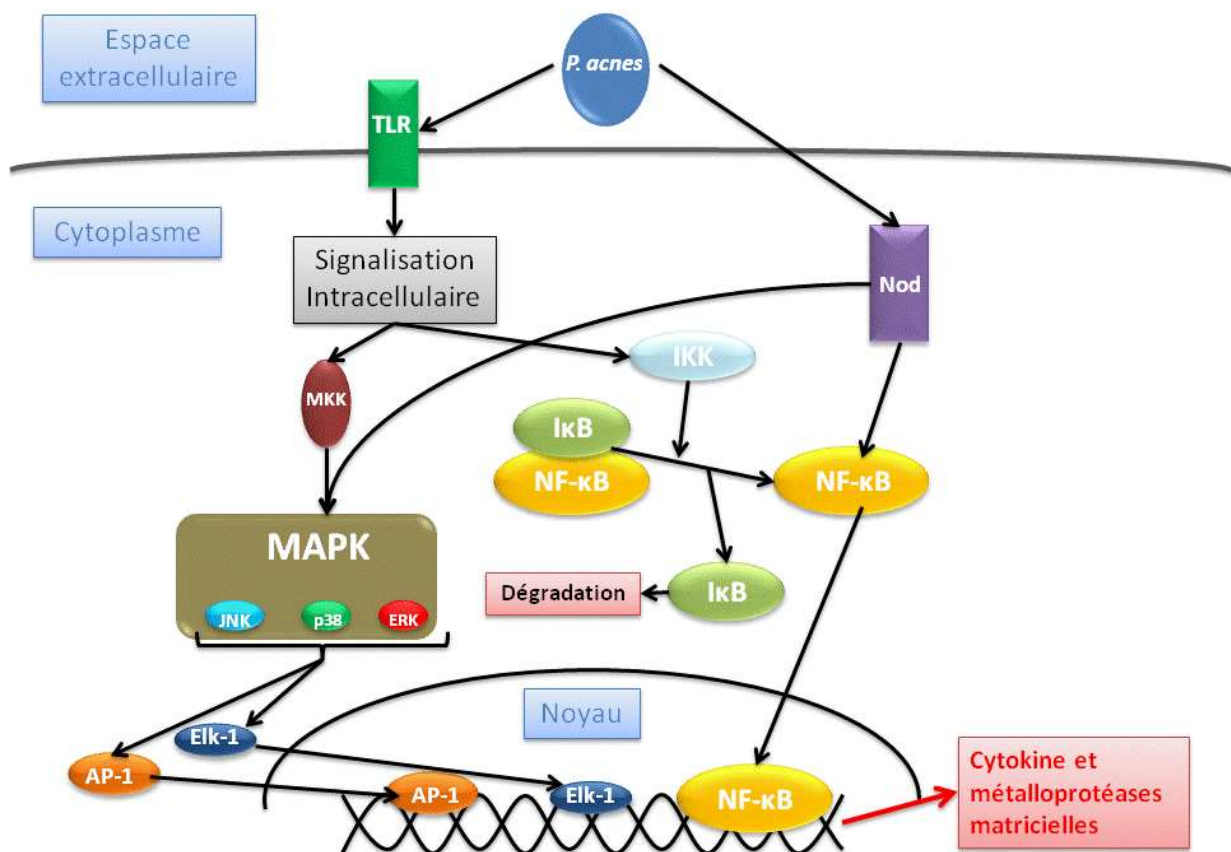 Espace
extracellulaire
P. acnes
TLR
Cytoplasme
Signalisation
Intracellulaire
Nod
IKK
MKK
IκB
NF-κB
NF-κB
MAPK
JNK
p38
ERK
Dégradation
IκB
Noyau
Elk-1
AP-1
AP-1
Elk-1
NF-κB
Cytokine et
métalloprotéases
matricielles